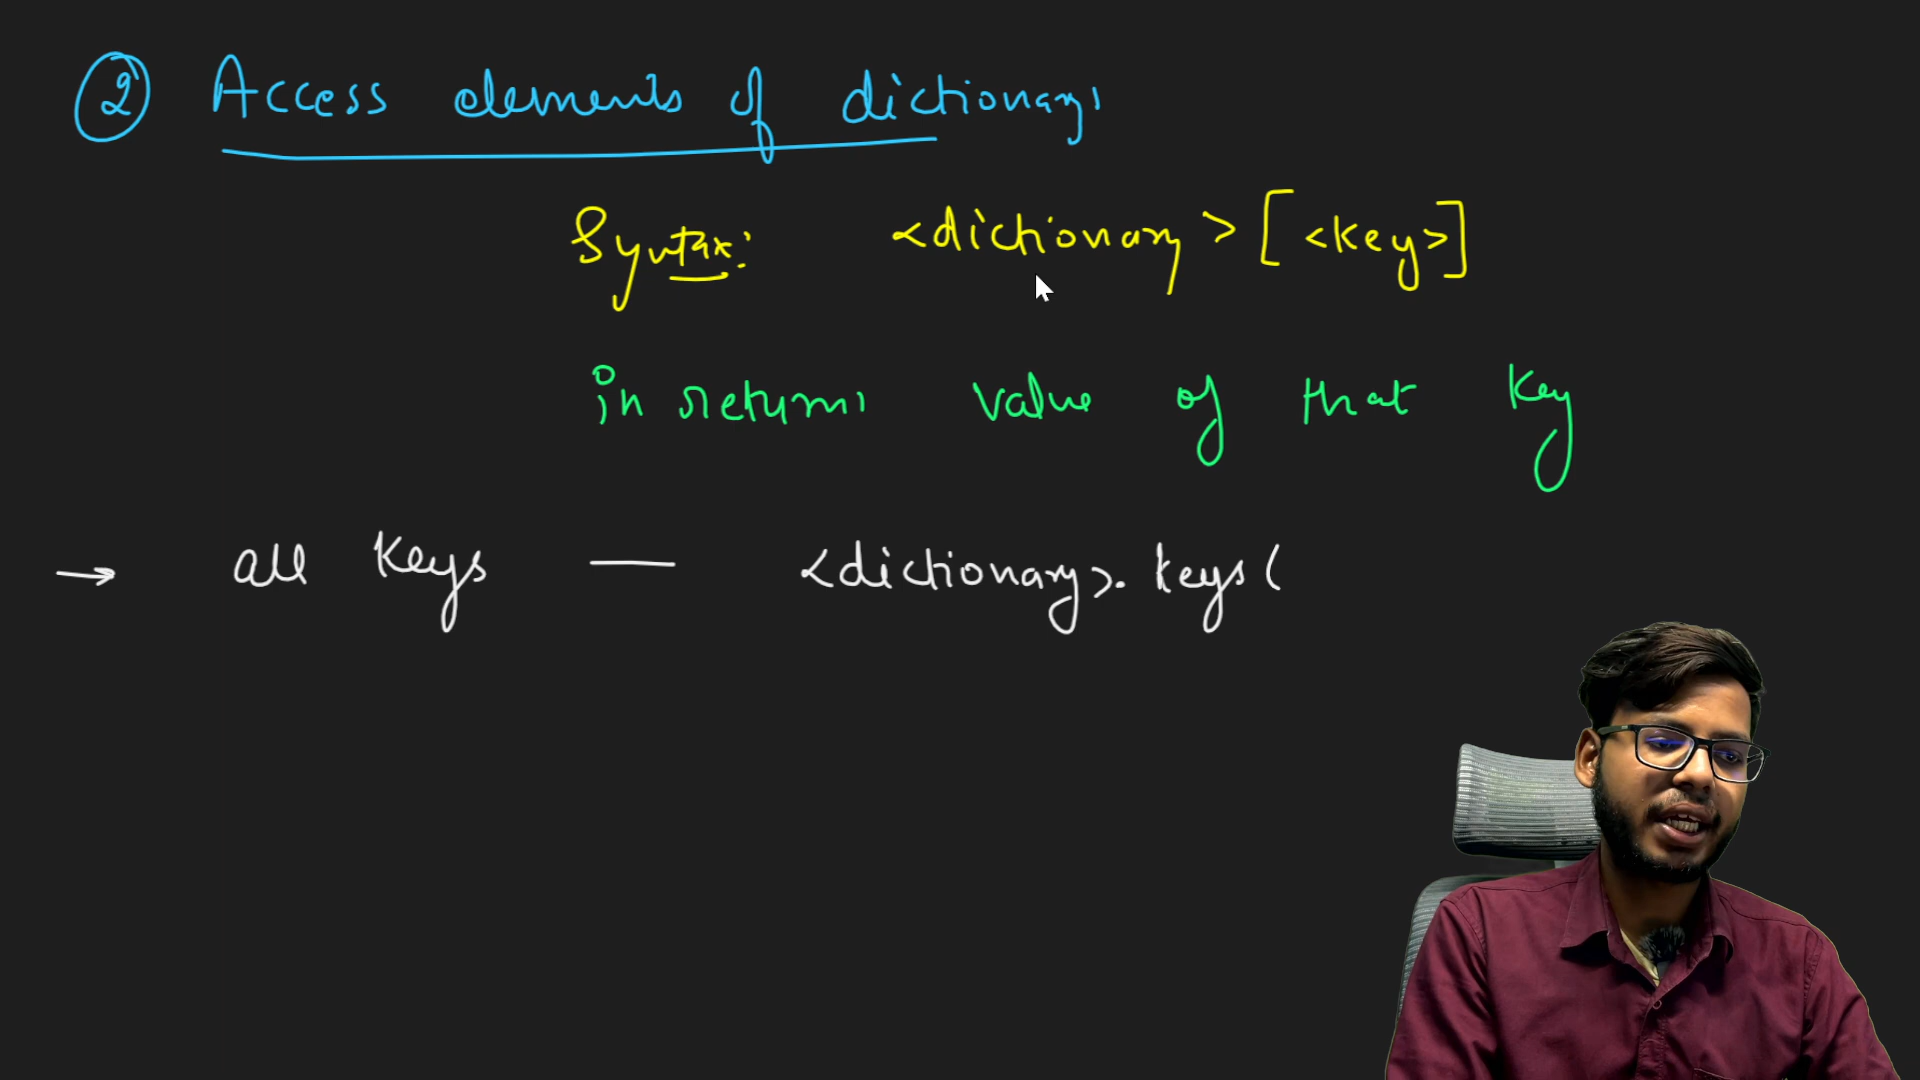 ② Access elements of dictionary
Syntax: <dictionary>[<key>]
in return value of that key
→ all keys — <dictionary>.keys(